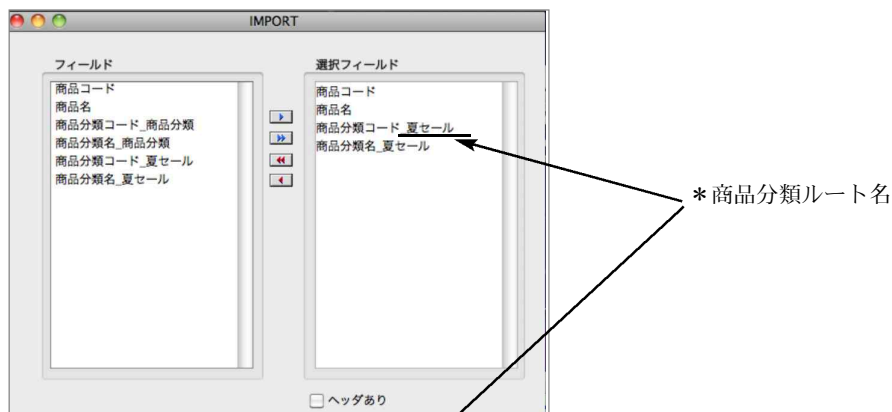 IMPORT
フィールド
商品コード
商品名
商品分類コード_商品分類
商品分類名_商品分類
商品分類コード_夏セール
商品分類名_夏セール
選択フィールド
商品コード
商品名
商品分類コード_夏セール
商品分類名_夏セール
ヘッダあり
＊商品分類ルート名